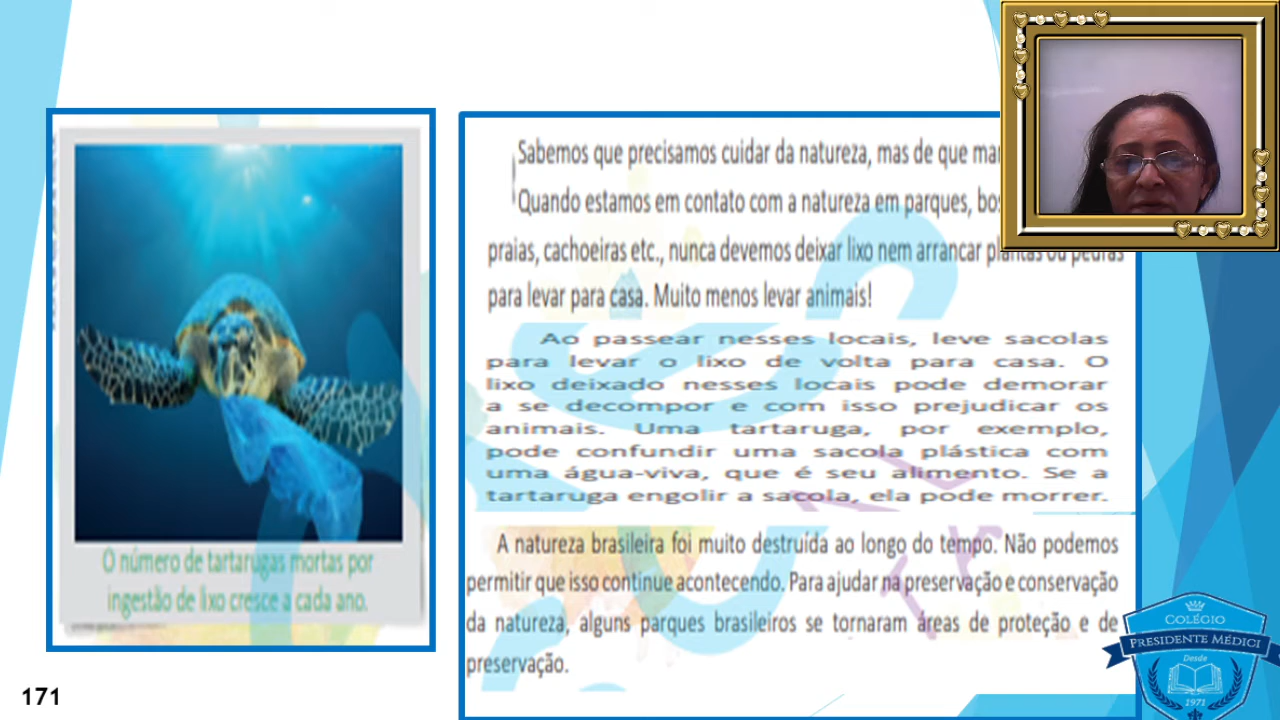 Sabemos que precisamos cuidar da natureza, mas de que
Quando estamos em contato com a natureza em parques,
praias, cachoeiras etc., nunca devemos deixar lixo nem arrancar plantas ou pedras
para levar para casa. Muito menos levar animais!
Ao passear nesses locais, leve sacolas
para levar o lixo de volta para casa. O
lixo deixado nesses locais pode demorar
a se decompor e com isso prejudicar os
animais. Uma tartaruga, por exemplo,
pode confundir uma sacola plástica com
uma água-viva, que é seu alimento. Se a
tartaruga engolir a sacola, ela pode morrer.
A natureza brasileira foi muito destruída ao longo do tempo. Não podemos
permitir que isso continue acontecendo. Para ajudar na preservação e conservação
da natureza, alguns parques brasileiros se tornaram áreas de proteção e de
preservação.
O número de tartarugas mortas por
ingestão de lixo cresce a cada ano.
171
COLÉGIO
PRESIDENTE MÉDICI
Desde
1971